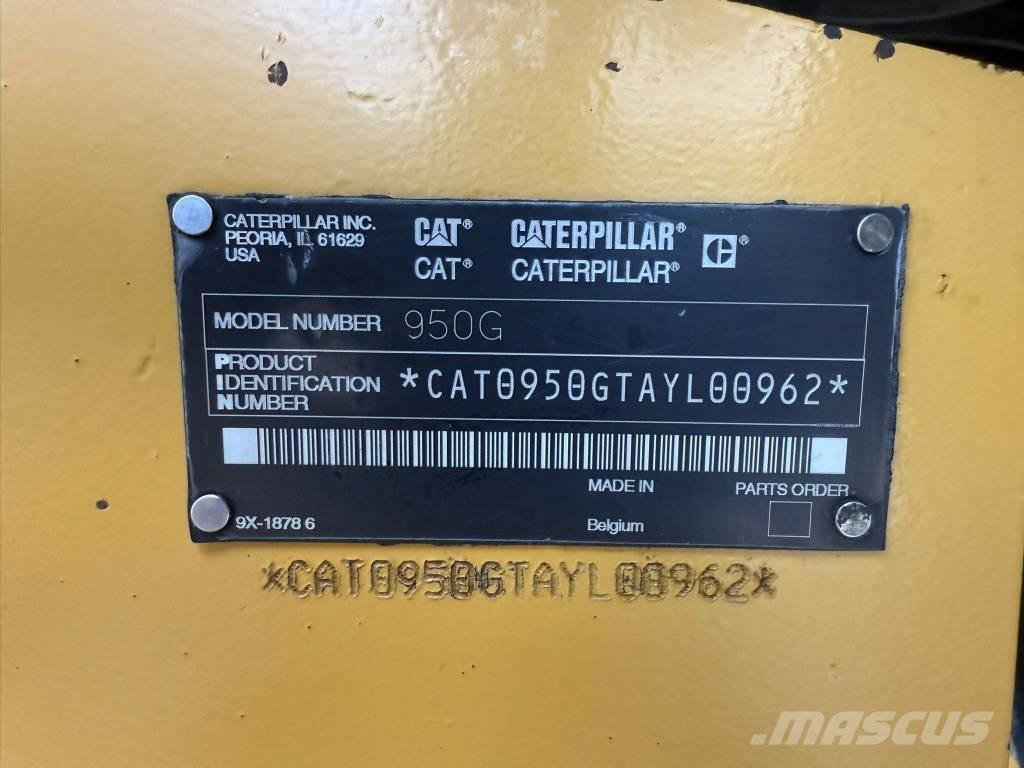 CATERPILLAR INC.
PEORIA, IL 61629
USA
CAT® CATERPILLAR® C®
CAT® CATERPILLAR®
MODEL NUMBER 950G
PRODUCT
IDENTIFICATION
NUMBER
*CAT0950GTAYL00962*
MADE IN
Belgium
PARTS ORDER
9X-1878 6
*CAT0950GTAYL00962*
MASCUS